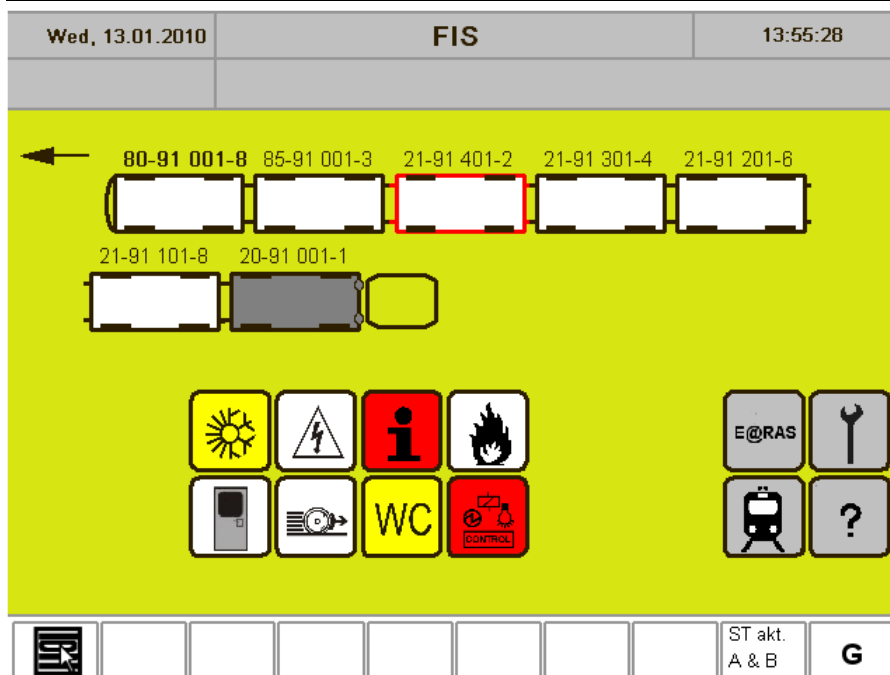 Wed, 13.01.2010 FIS 13:55:28
80-91 001-8 85-91 001-3 21-91 401-2 21-91 301-4 21-91 201-6
21-91 101-8 20-91 001-1
E@RAS
WC CONTROL ?
ST akt.
A & B G